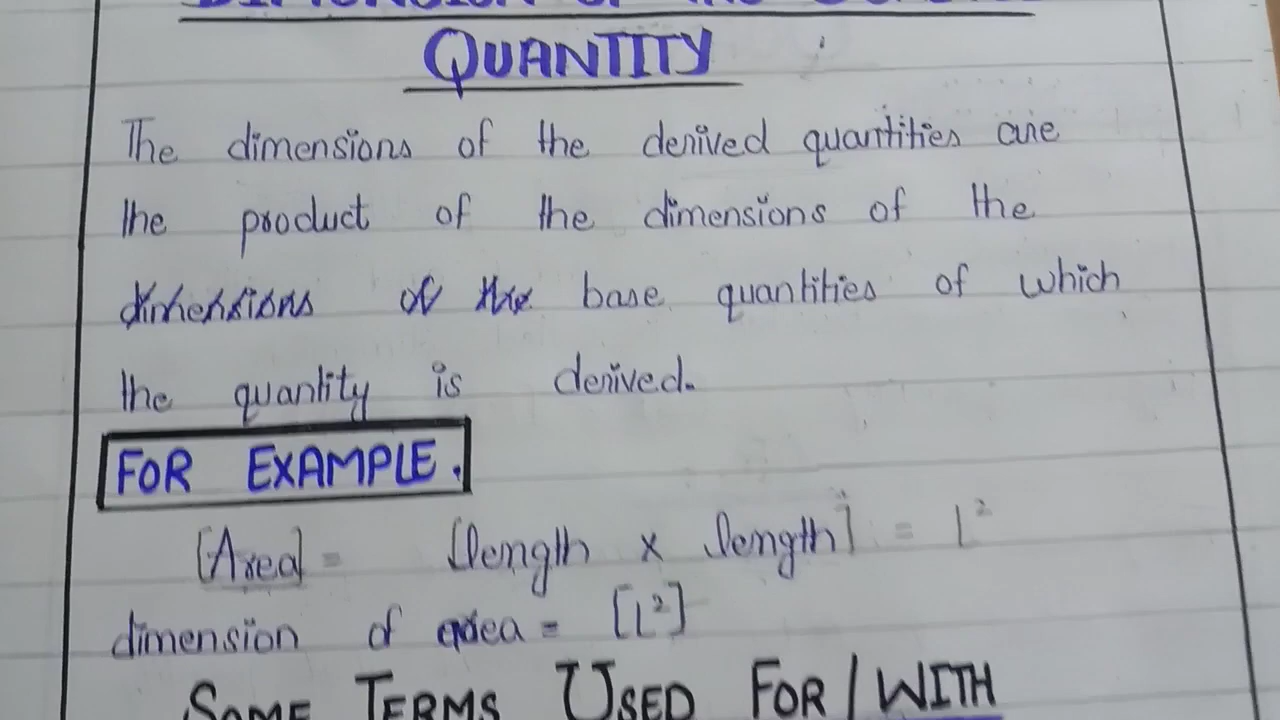 QUANTITY
The dimensions of the derived quantities are
the product of the dimensions of the
dimensions of the base quantities of which
the quantity is derived.
FOR EXAMPLE.
[Area] = [length x length] = L²
dimension of area = [L²]
SOME TERMS USED FOR / WITH